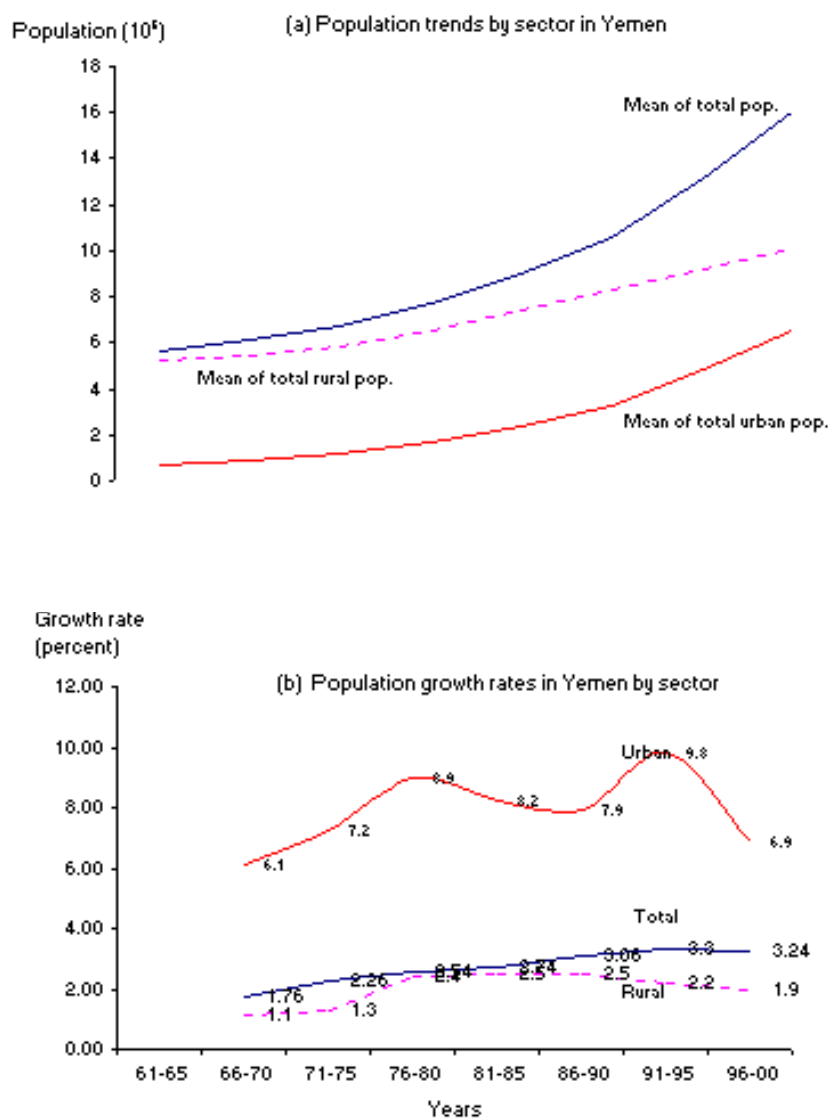 (a) Population trends by sector in Yemen
Population (10⁶)
18
16
14
12
10
8
6
4
2
0
Mean of total pop.
Mean of total rural pop.
Mean of total urban pop.
Growth rate
(percent)
(b) Population growth rates in Yemen by sector
12.00
10.00
8.00
6.00
4.00
2.00
0.00
Urban
6.1
7.2
8.9
8.2
7.9
9.8
6.9
Total
1.76
2.26
3.06
3.3
3.24
Rural
1.1
1.3
2.4
2.5
2.5
2.2
1.9
61-65 66-70 71-75 76-80 81-85 86-90 91-95 96-00
Years